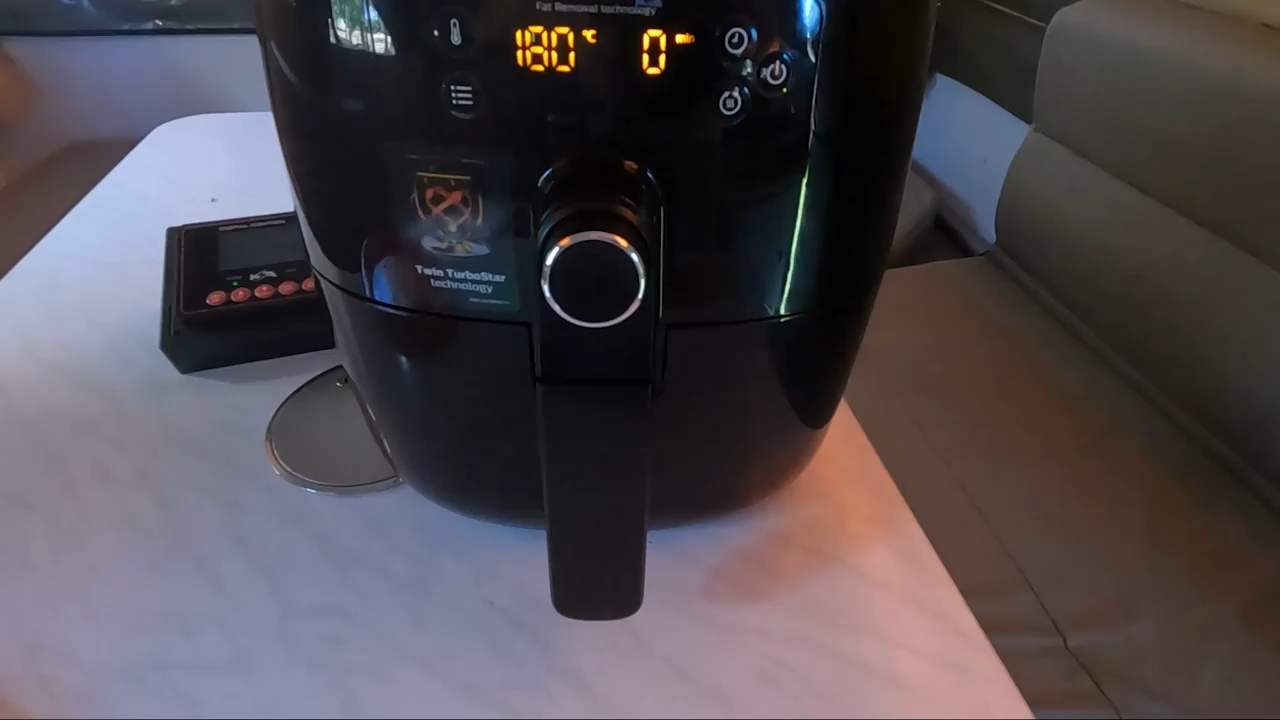 Fat Removal technology
180 °C 0 min
Twin TurboStar
technology